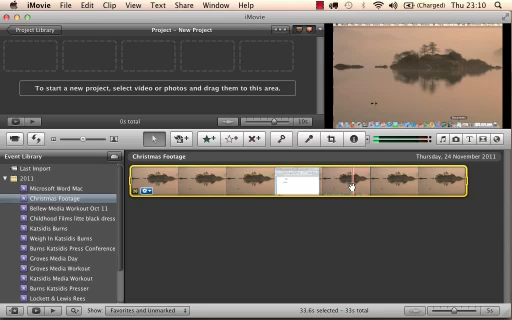 iMovie File Edit Clip View Text Share Window Help (Charged) Thu 23:10
iMovie
Project Library Project - New Project
To start a new project, select video or photos and drag them to this area.
0s total 10s
Event Library Christmas Footage Thursday, 24 November 2011
Last Import
2011
Microsoft Word Mac
Christmas Footage
Bellew Media Workout Oct 11
Childhood Films litte black dress
Katsidis Burns
Weigh In Katsidis Burns
Burns Katsidis Press Conference
Groves Media Day
Groves Media Workout
Katsidis Media Workout
Burns Katsidis Presser
Lockett & Lewis Rees
Show: Favorites and Unmarked 33.6s selected - 33s total 5s